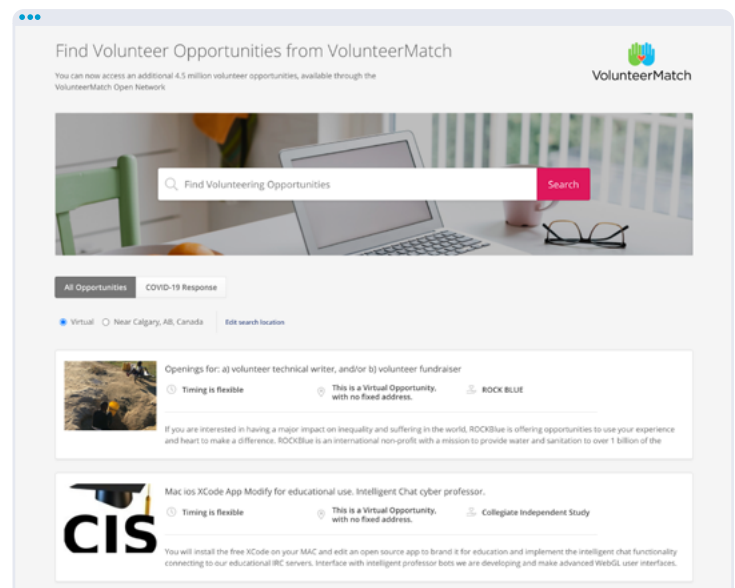 Find Volunteer Opportunities from VolunteerMatch
You can now access an additional 4.5 million volunteer opportunities, available through the
VolunteerMatch Open Network
VolunteerMatch
Find Volunteering Opportunities
Search
All Opportunities
COVID-19 Response
Virtual
Near Calgary, AB, Canada
Edit search location
Openings for: a) volunteer technical writer, and/or b) volunteer fundraiser
Timing is flexible
This is a Virtual Opportunity,
with no fixed address.
ROCK BLUE
If you are interested in having a major impact on inequality and suffering in the world, ROCKBlue is offering opportunities to use your experience
and heart to make a difference. ROCKBlue is an international non-profit with a mission to provide water and sanitation to over 1 billion of the
CIS
Mac ios XCode App Modify for educational use. Intelligent Chat cyber professor.
Timing is flexible
This is a Virtual Opportunity,
with no fixed address.
Collegiate Independent Study
You will install the free XCode on your MAC and edit an open source app to brand it for education and implement the intelligent chat functionality
connecting to our educational IRC servers. Interface with intelligent professor bots we are developing and make advanced WebGL user interfaces.